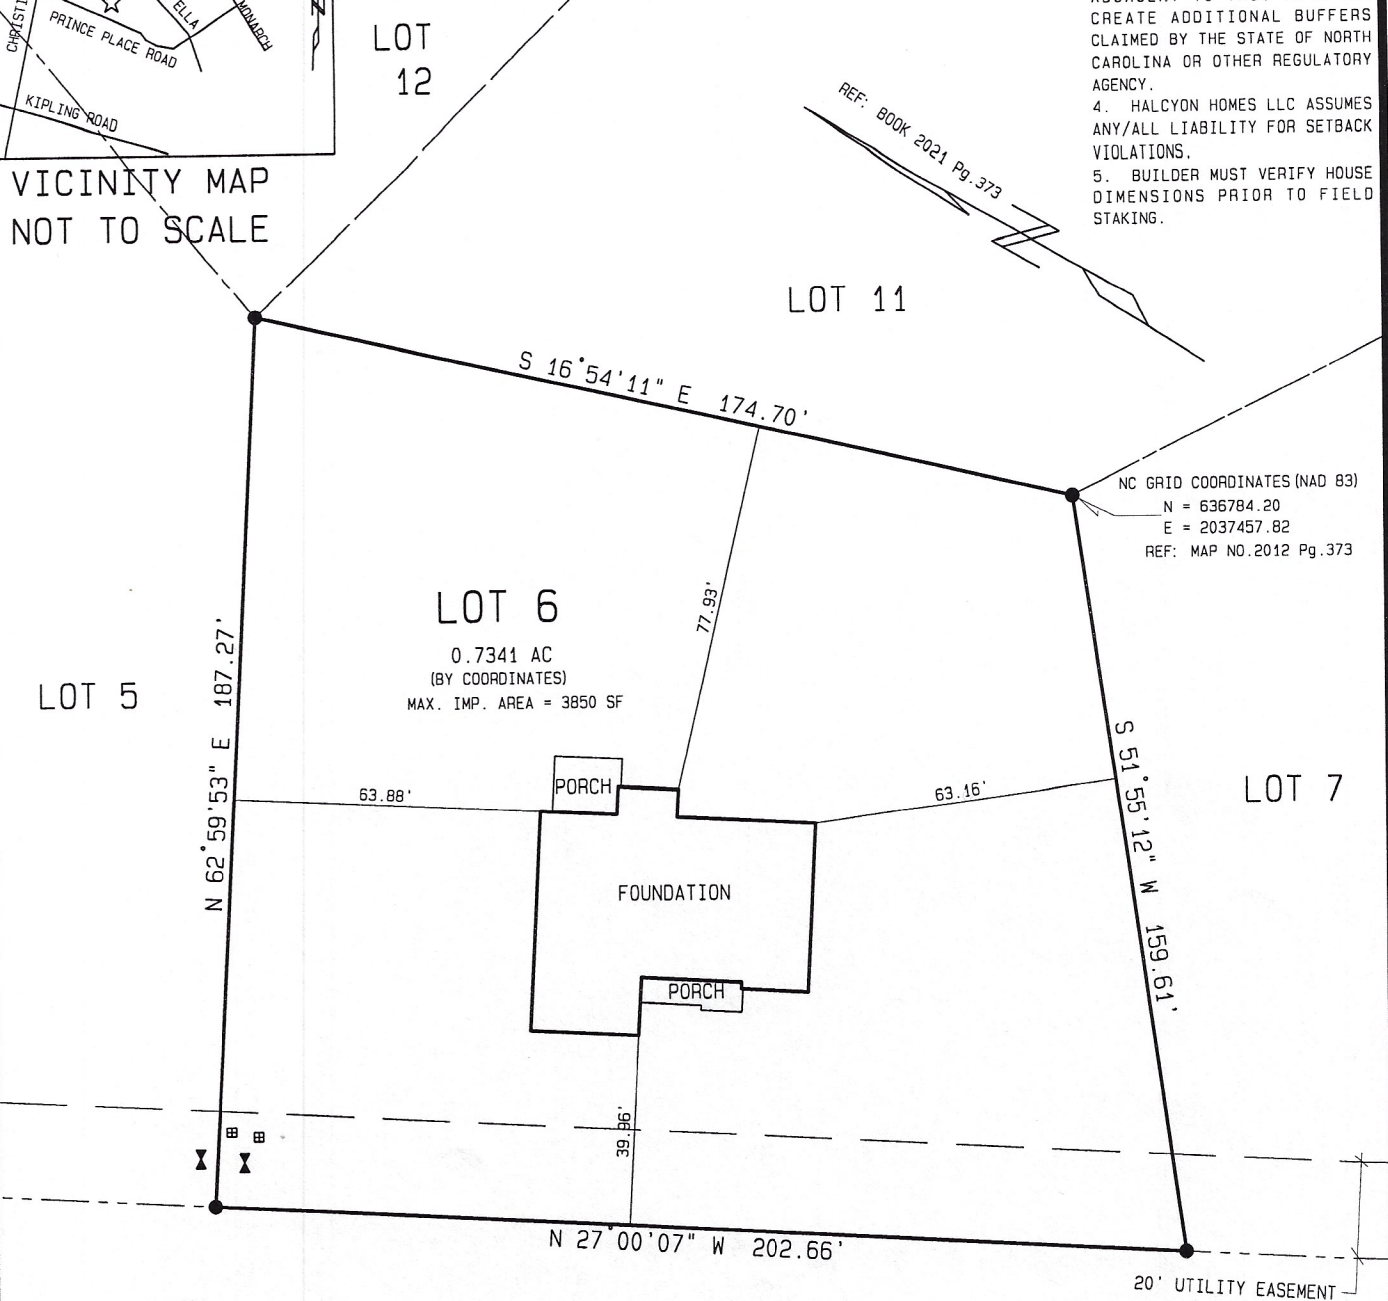 CHRISTI
PRINCE PLACE ROAD
ELLA
MONARCH
KIPLING ROAD
VICINITY MAP
NOT TO SCALE
LOT
12
REF: BOOK 2021 Pg.373
CREATE ADDITIONAL BUFFERS
CLAIMED BY THE STATE OF NORTH
CAROLINA OR OTHER REGULATORY
AGENCY.
4. HALCYON HOMES LLC ASSUMES
ANY/ALL LIABILITY FOR SETBACK
VIOLATIONS.
5. BUILDER MUST VERIFY HOUSE
DIMENSIONS PRIOR TO FIELD
STAKING.
LOT 11
S 16°54'11" E 174.70'
NC GRID COORDINATES (NAD 83)
N = 636784.20
E = 2037457.82
REF: MAP NO.2012 Pg.373
LOT 6
0.7341 AC
(BY COORDINATES)
MAX. IMP. AREA = 3850 SF
77.93'
LOT 5
N 62°59'53" E 187.27'
63.88'
PORCH
63.16'
S 51°55'12" W 159.61'
LOT 7
FOUNDATION
PORCH
39.96'
N 27°00'07" W 202.66'
20' UTILITY EASEMENT